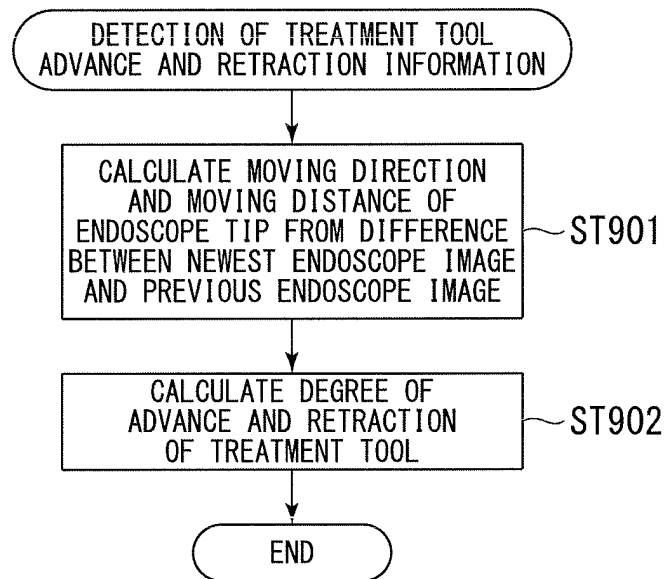 DETECTION OF TREATMENT TOOL
ADVANCE AND RETRACTION INFORMATION
CALCULATE MOVING DIRECTION
AND MOVING DISTANCE OF
ENDOSCOPE TIP FROM DIFFERENCE
BETWEEN NEWEST ENDOSCOPE IMAGE
AND PREVIOUS ENDOSCOPE IMAGE
ST901
CALCULATE DEGREE OF
ADVANCE AND RETRACTION
OF TREATMENT TOOL
ST902
END